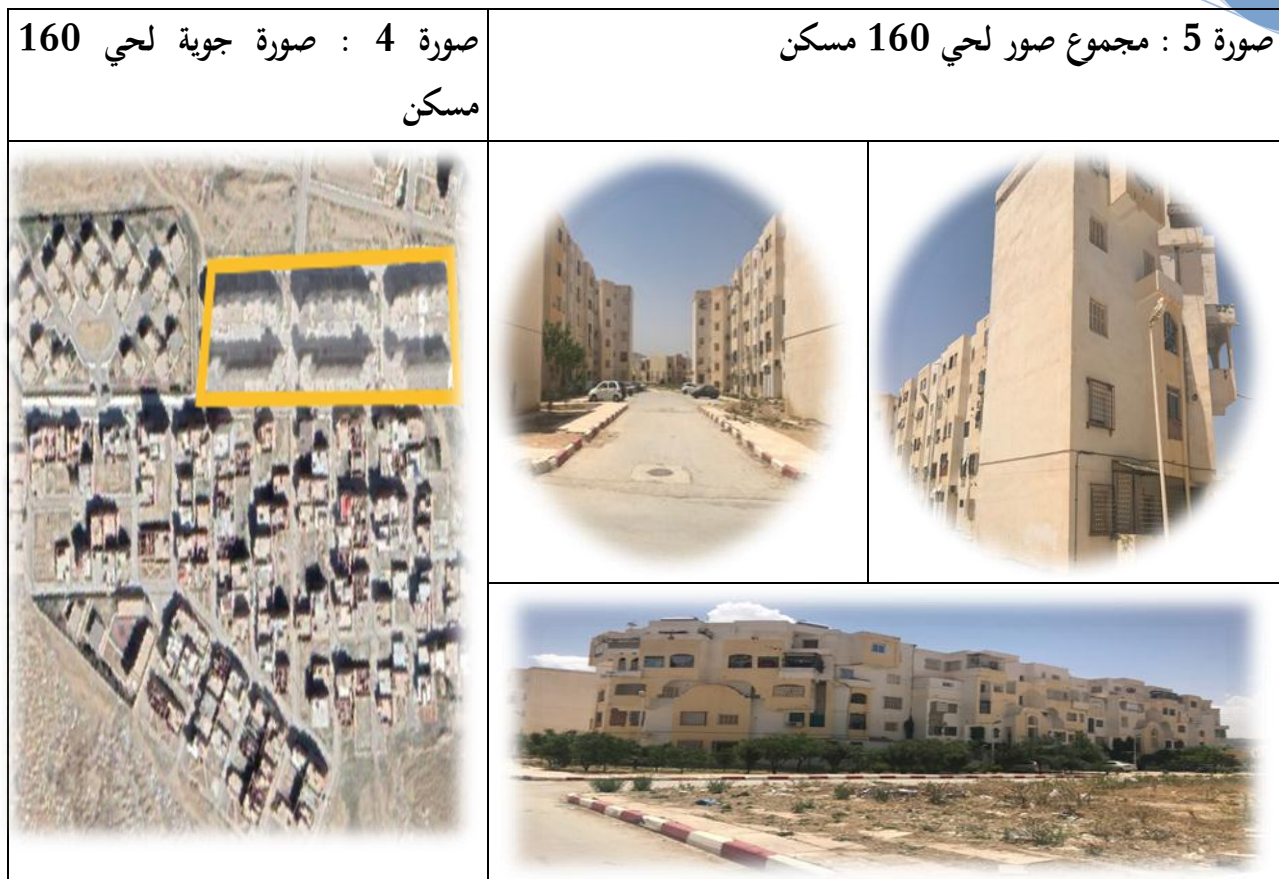 صورة 5 : مجموع صور لحي 160 مسكن
صورة 4 : صورة جوية لحي 160
مسكن